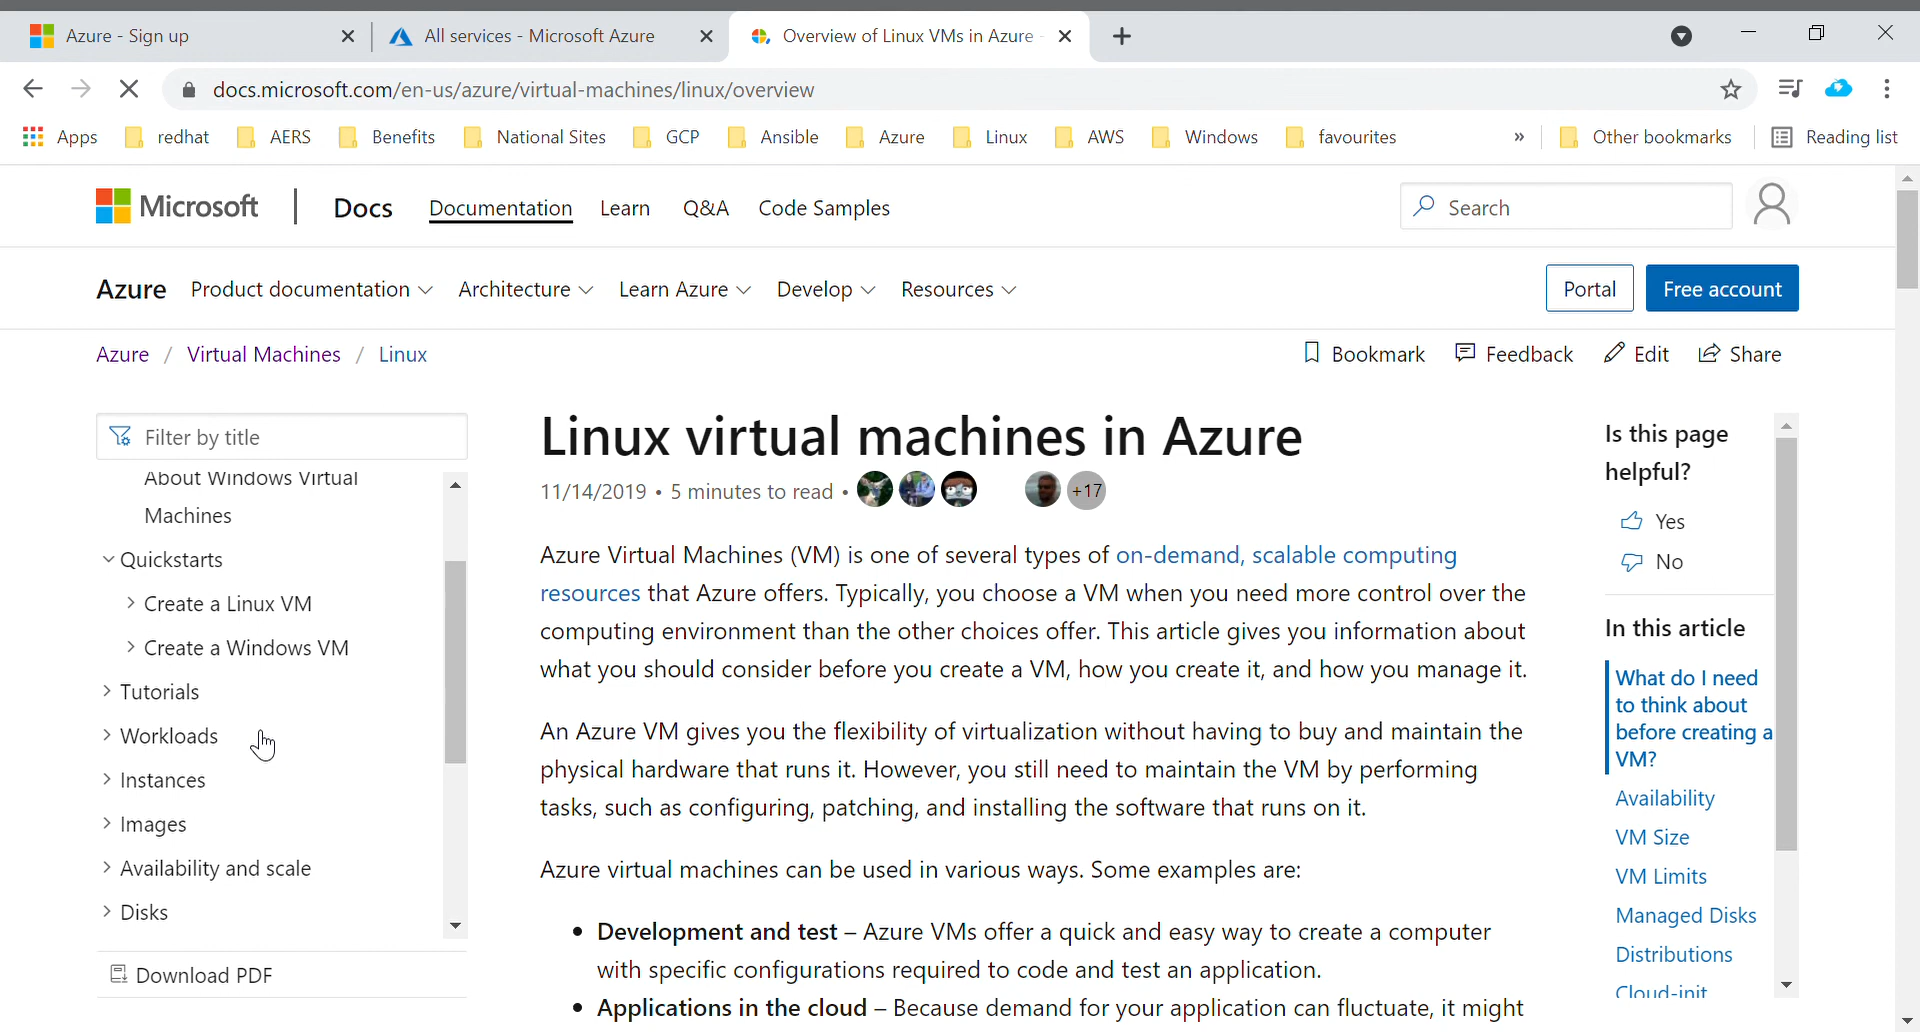 Azure - Sign up
All services - Microsoft Azure
Overview of Linux VMs in Azure -
docs.microsoft.com/en-us/azure/virtual-machines/linux/overview
Apps
redhat
AERS
Benefits
National Sites
GCP
Ansible
Azure
Linux
AWS
Windows
favourites
»
Other bookmarks
Reading list
Microsoft
Docs
Documentation
Learn
Q&A
Code Samples
Search
Azure
Product documentation
Architecture
Learn Azure
Develop
Resources
Portal
Free account
Azure / Virtual Machines / Linux
Bookmark
Feedback
Edit
Share
Filter by title
About Windows Virtual
Machines
Quickstarts
Create a Linux VM
Create a Windows VM
Tutorials
Workloads
Instances
Images
Availability and scale
Disks
Download PDF
Linux virtual machines in Azure
11/14/2019 • 5 minutes to read •
+17
Azure Virtual Machines (VM) is one of several types of on-demand, scalable computing
resources that Azure offers. Typically, you choose a VM when you need more control over the
computing environment than the other choices offer. This article gives you information about
what you should consider before you create a VM, how you create it, and how you manage it.
An Azure VM gives you the flexibility of virtualization without having to buy and maintain the
physical hardware that runs it. However, you still need to maintain the VM by performing
tasks, such as configuring, patching, and installing the software that runs on it.
Azure virtual machines can be used in various ways. Some examples are:
• Development and test – Azure VMs offer a quick and easy way to create a computer
with specific configurations required to code and test an application.
• Applications in the cloud – Because demand for your application can fluctuate, it might
Is this page
helpful?
Yes
No
In this article
What do I need
to think about
before creating a
VM?
Availability
VM Size
VM Limits
Managed Disks
Distributions
Cloud-init